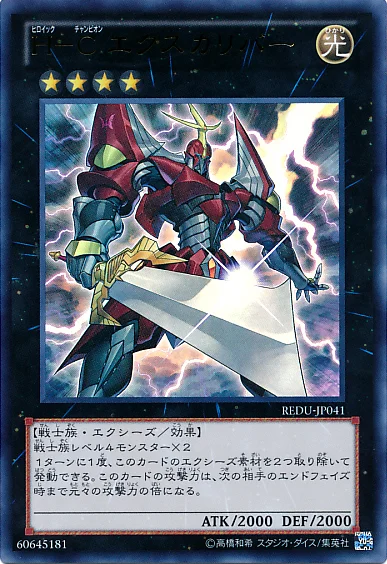 ヒロイック チャンピオン
H-C エクスカリバー
ひかり
光
REDU-JP041
【戦士族・エクシーズ/効果】
戦士族レベル4モンスター×2
1ターンに1度、このカードのエクシーズ素材を2つ取り除いて
発動できる。このカードの攻撃力は、次の相手のエンドフェイズ
時まで元々の攻撃力の倍になる。
ATK/2000 DEF/2000
60645181
©高橋和希 スタジオ・ダイス/集英社